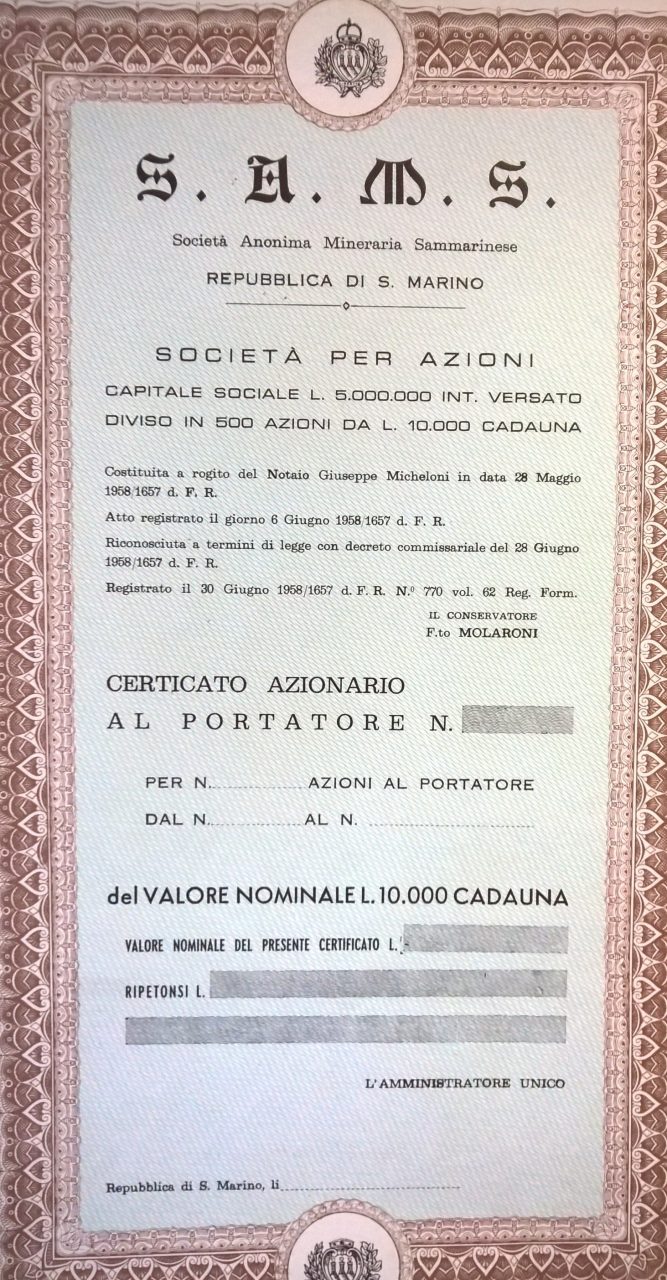 S. A. M. S.
Società Anonima Mineraria Sammarinese
REPUBBLICA DI S. MARINO
SOCIETÀ PER AZIONI
CAPITALE SOCIALE L. 5.000.000 INT. VERSATO
DIVISO IN 500 AZIONI DA L. 10.000 CADAUNA
Costituita a rogito del Notaio Giuseppe Micheloni in data 28 Maggio
1958/1657 d. F. R.
Atto registrato il giorno 6 Giugno 1958/1657 d. F. R.
Riconosciuta a termini di legge con decreto commissariale del 28 Giugno
1958/1657 d. F. R.
Registrato il 30 Giugno 1958/1657 d. F. R. N.º 770 vol. 62 Reg. Form.
IL CONSERVATORE
F.to MOLARONI
CERTICATO AZIONARIO
AL PORTATORE N.
PER N. AZIONI AL PORTATORE
DAL N. AL N.
del VALORE NOMINALE L. 10.000 CADAUNA
VALORE NOMINALE DEL PRESENTE CERTIFICATO L.
RIPETONSI L.
L'AMMINISTRATORE UNICO
Repubblica di S. Marino, lì